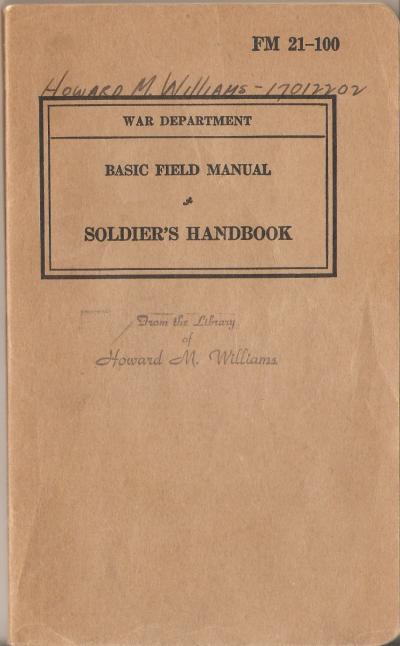 FM 21-100
Howard M. Williams - 17012202
WAR DEPARTMENT
BASIC FIELD MANUAL
SOLDIER'S HANDBOOK
From the Library
of
Howard M. Williams